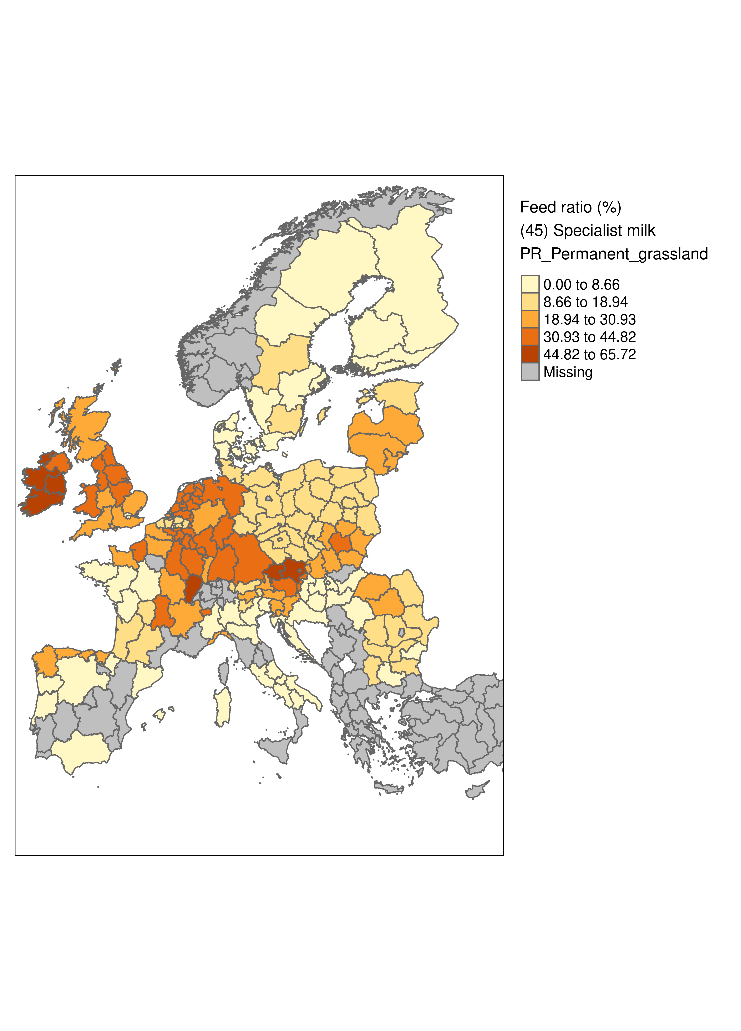 Feed ratio (%)
(45) Specialist milk
PR_Permanent_grassland
0.00 to 8.66
8.66 to 18.94
18.94 to 30.93
30.93 to 44.82
44.82 to 65.72
Missing